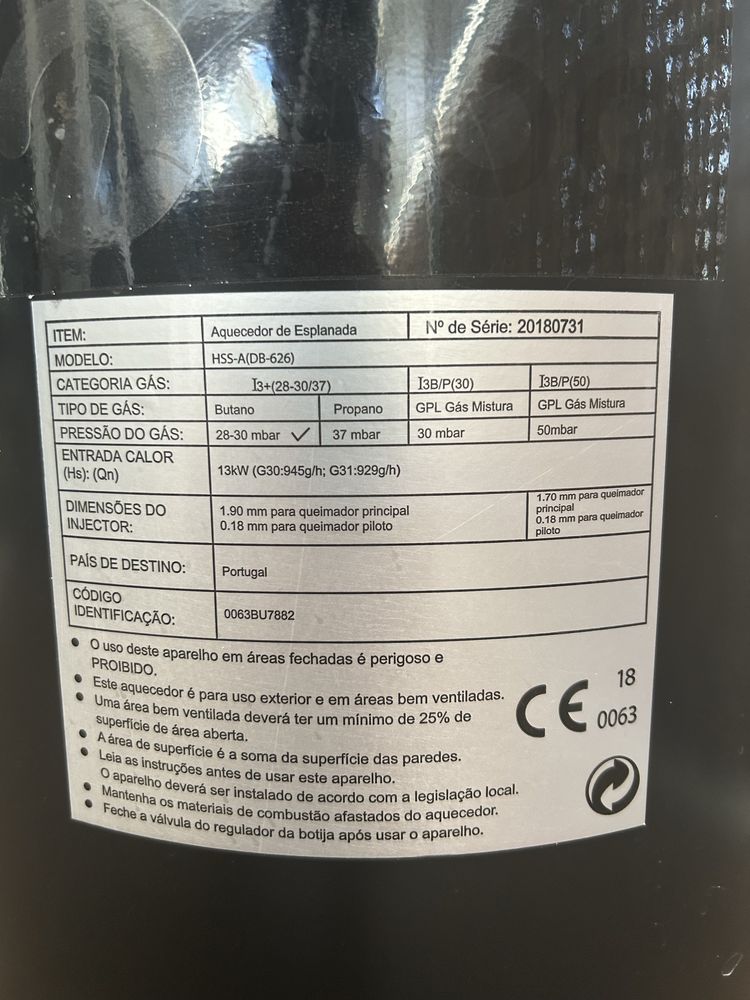 ITEM: Aquecedor de Esplanada Nº de Série: 20180731
MODELO: HSS-A(DB-626)
CATEGORIA GÁS: I3+(28-30/37) I3B/P(30) I3B/P(50)
TIPO DE GÁS: Butano Propano GPL Gás Mistura GPL Gás Mistura
PRESSÃO DO GÁS: 28-30 mbar ✓ 37 mbar 30 mbar 50mbar
ENTRADA CALOR
(Hs): (Qn)
13kW (G30:945g/h; G31:929g/h)
DIMENSÕES DO
INJECTOR:
1.90 mm para queimador principal
0.18 mm para queimador piloto
1.70 mm para queimador
principal
0.18 mm para queimador
piloto
PAÍS DE DESTINO: Portugal
CÓDIGO
IDENTIFICAÇÃO:
0063BU7882
• O uso deste aparelho em áreas fechadas é perigoso e
PROIBIDO.
• Este aquecedor é para uso exterior e em áreas bem ventiladas.
• Uma área bem ventilada deverá ter um mínimo de 25% de
superfície de área aberta.
• A área de superfície é a soma da superfície das paredes.
• Leia as instruções antes de usar este aparelho.
O aparelho deverá ser instalado de acordo com a legislação local.
• Mantenha os materiais de combustão afastados do aquecedor.
• Feche a válvula do regulador da botija após usar o aparelho.
CE
18
0063